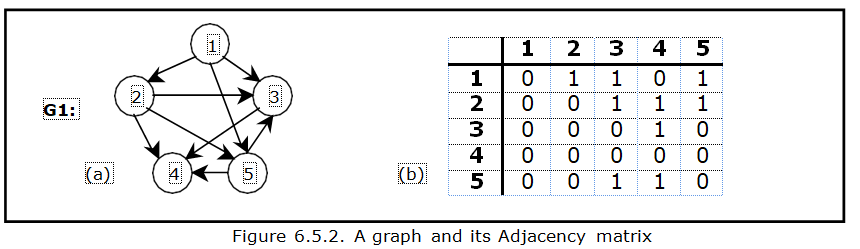 1
2
3
G1:
4
5
(a)
(b)
1 2 3 4 5
1 0 1 1 0 1
2 0 0 1 1 1
3 0 0 0 1 0
4 0 0 0 0 0
5 0 0 1 1 0
Figure 6.5.2. A graph and its Adjacency matrix